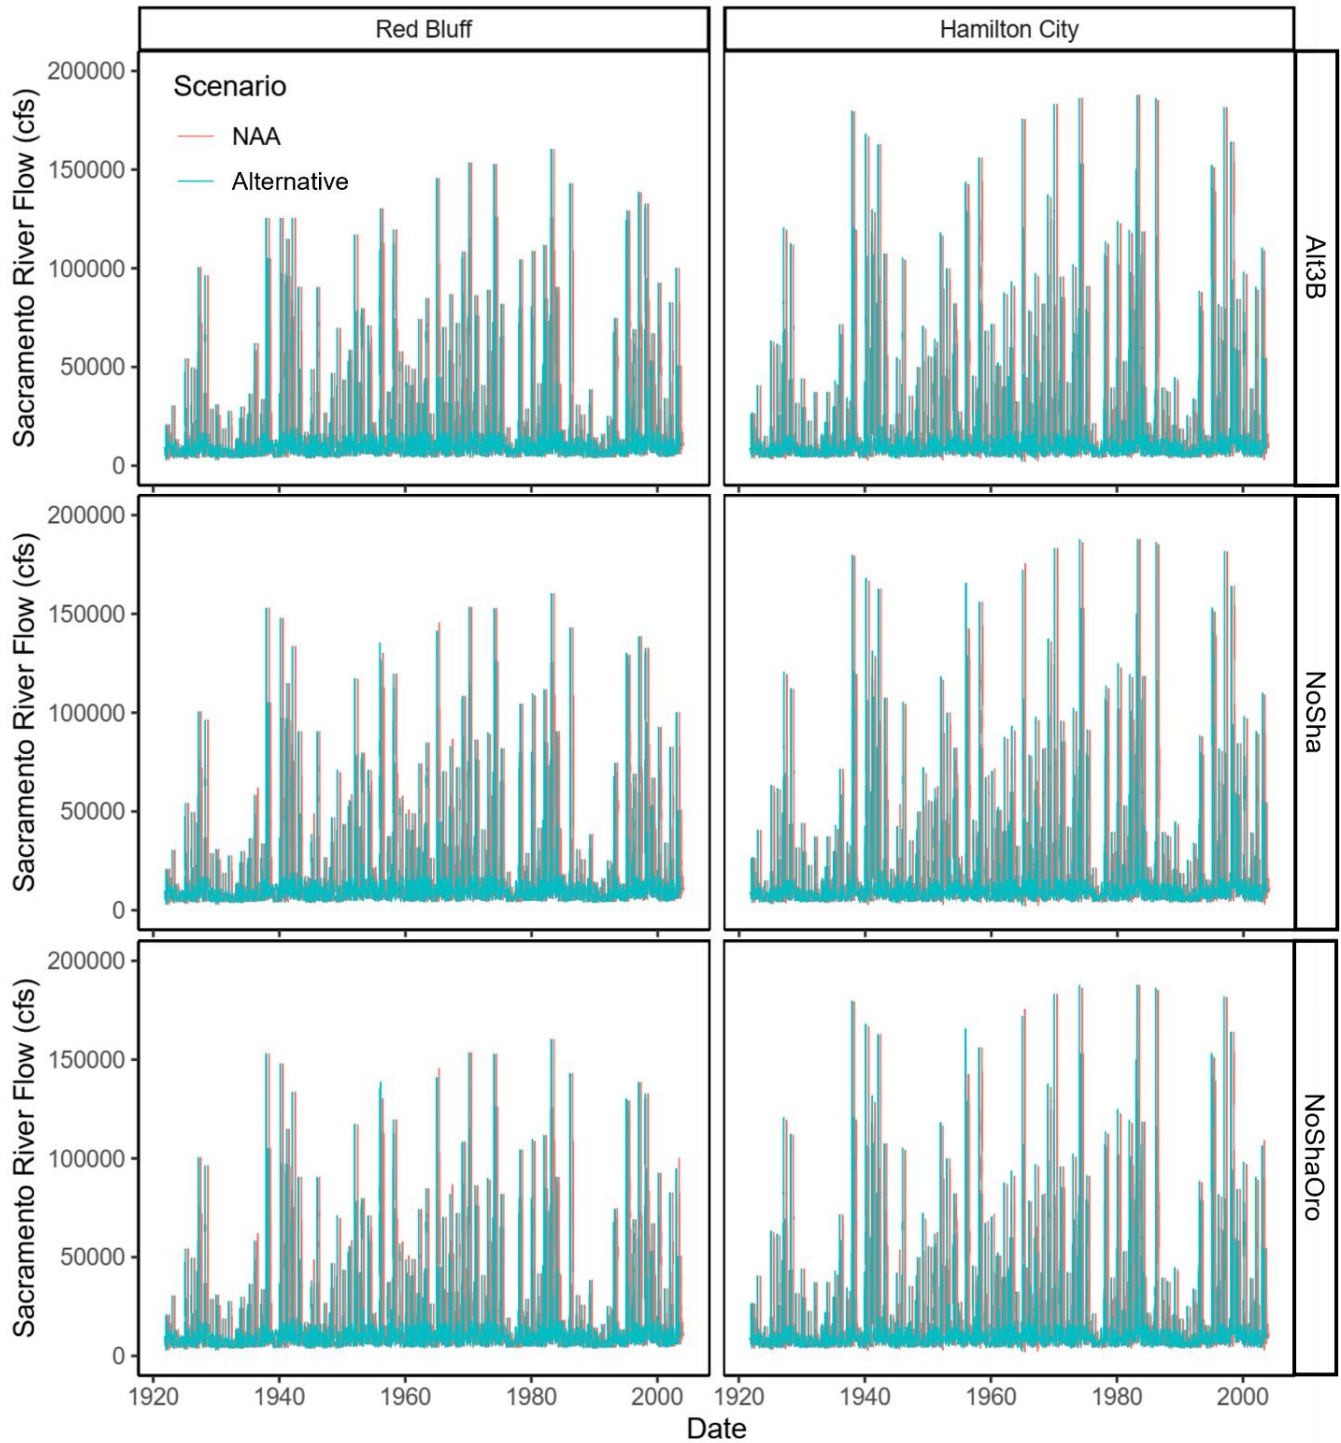 Red Bluff
Hamilton City
Scenario
NAA
Alternative
Sacramento River Flow (cfs)
200000
150000
100000
50000
0
Alt3B
Sacramento River Flow (cfs)
200000
150000
100000
50000
0
NoSha
Sacramento River Flow (cfs)
200000
150000
100000
50000
0
NoShaOro
1920
1940
1960
1980
2000
1920
1940
1960
1980
2000
Date